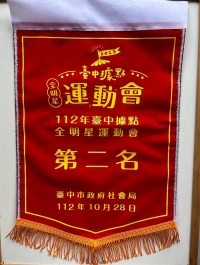 2023
臺中據點
全明星
運動會
112年臺中據點
全明星運動會
第二名
臺中市政府社會局
112年10月28日